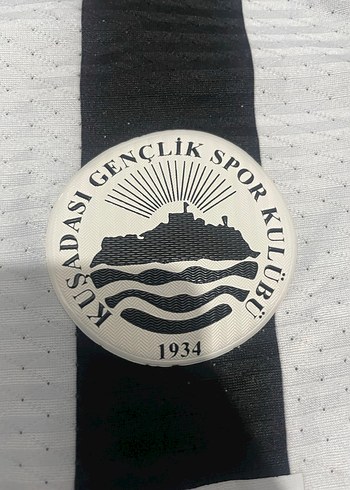 KUŞADASI GENÇLİK SPOR KULÜBÜ
1934